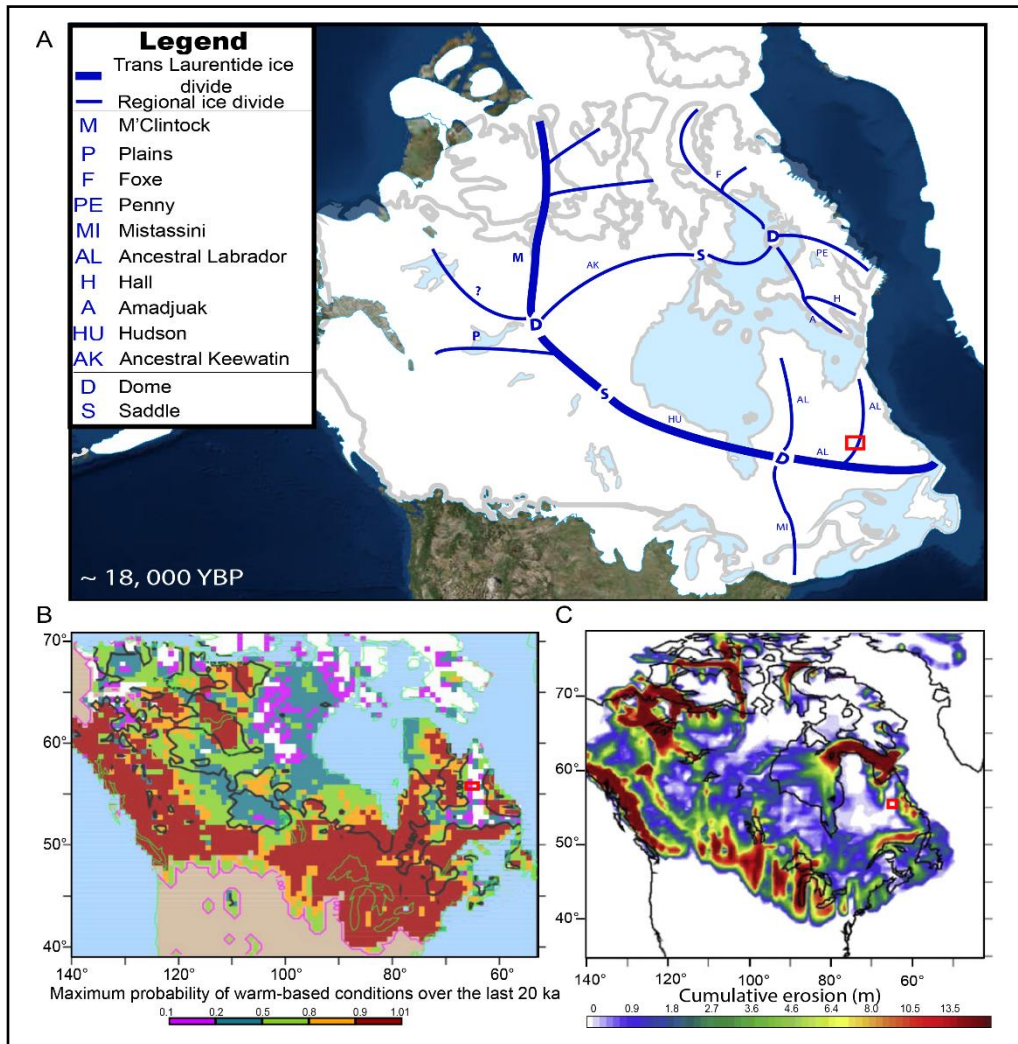 A
Legend
Trans Laurentide ice
divide
Regional ice divide
M M'Clintock
P Plains
F Foxe
PE Penny
MI Mistassini
AL Ancestral Labrador
H Hall
A Amadjuak
HU Hudson
AK Ancestral Keewatin
D Dome
S Saddle
F
D
M
AK
S
PE
?
H
A
D
P
S
AL
AL
HU
D
AL
MI
~ 18, 000 YBP
B
70°
60°
50°
40°
140 120 100 80 60
Maximum probability of warm-based conditions over the last 20 ka
0.1 0.2 0.5 0.8 0.9 1.01
C
70°
60°
50°
40°
140 120 100 80 60
Cumulative erosion (m)
0 0.9 1.9 2.7 3.6 4.6 6.4 8.0 10.5 13.5